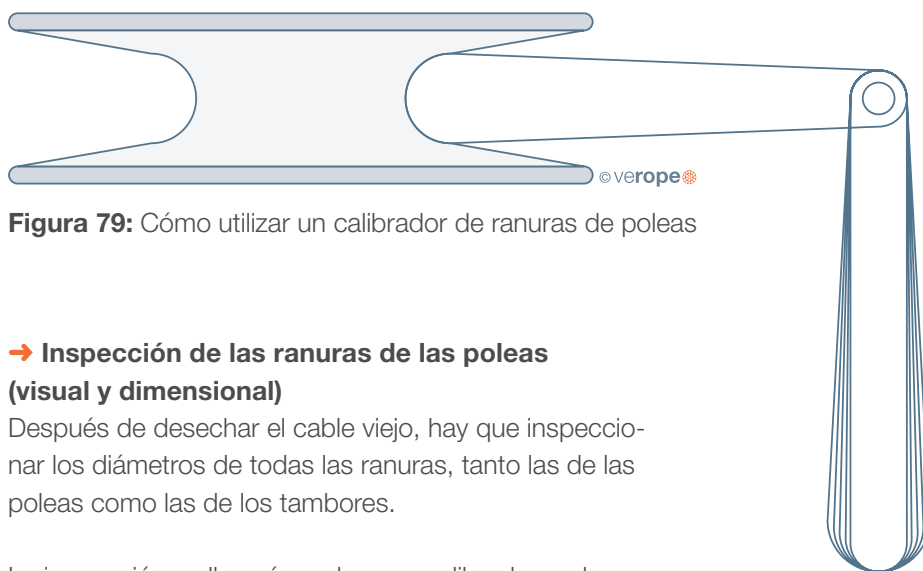 © verope
Figura 79: Cómo utilizar un calibrador de ranuras de poleas
➜ Inspección de las ranuras de las poleas
(visual y dimensional)
Después de desechar el cable viejo, hay que inspeccio-
nar los diámetros de todas las ranuras, tanto las de las
poleas como las de los tambores.